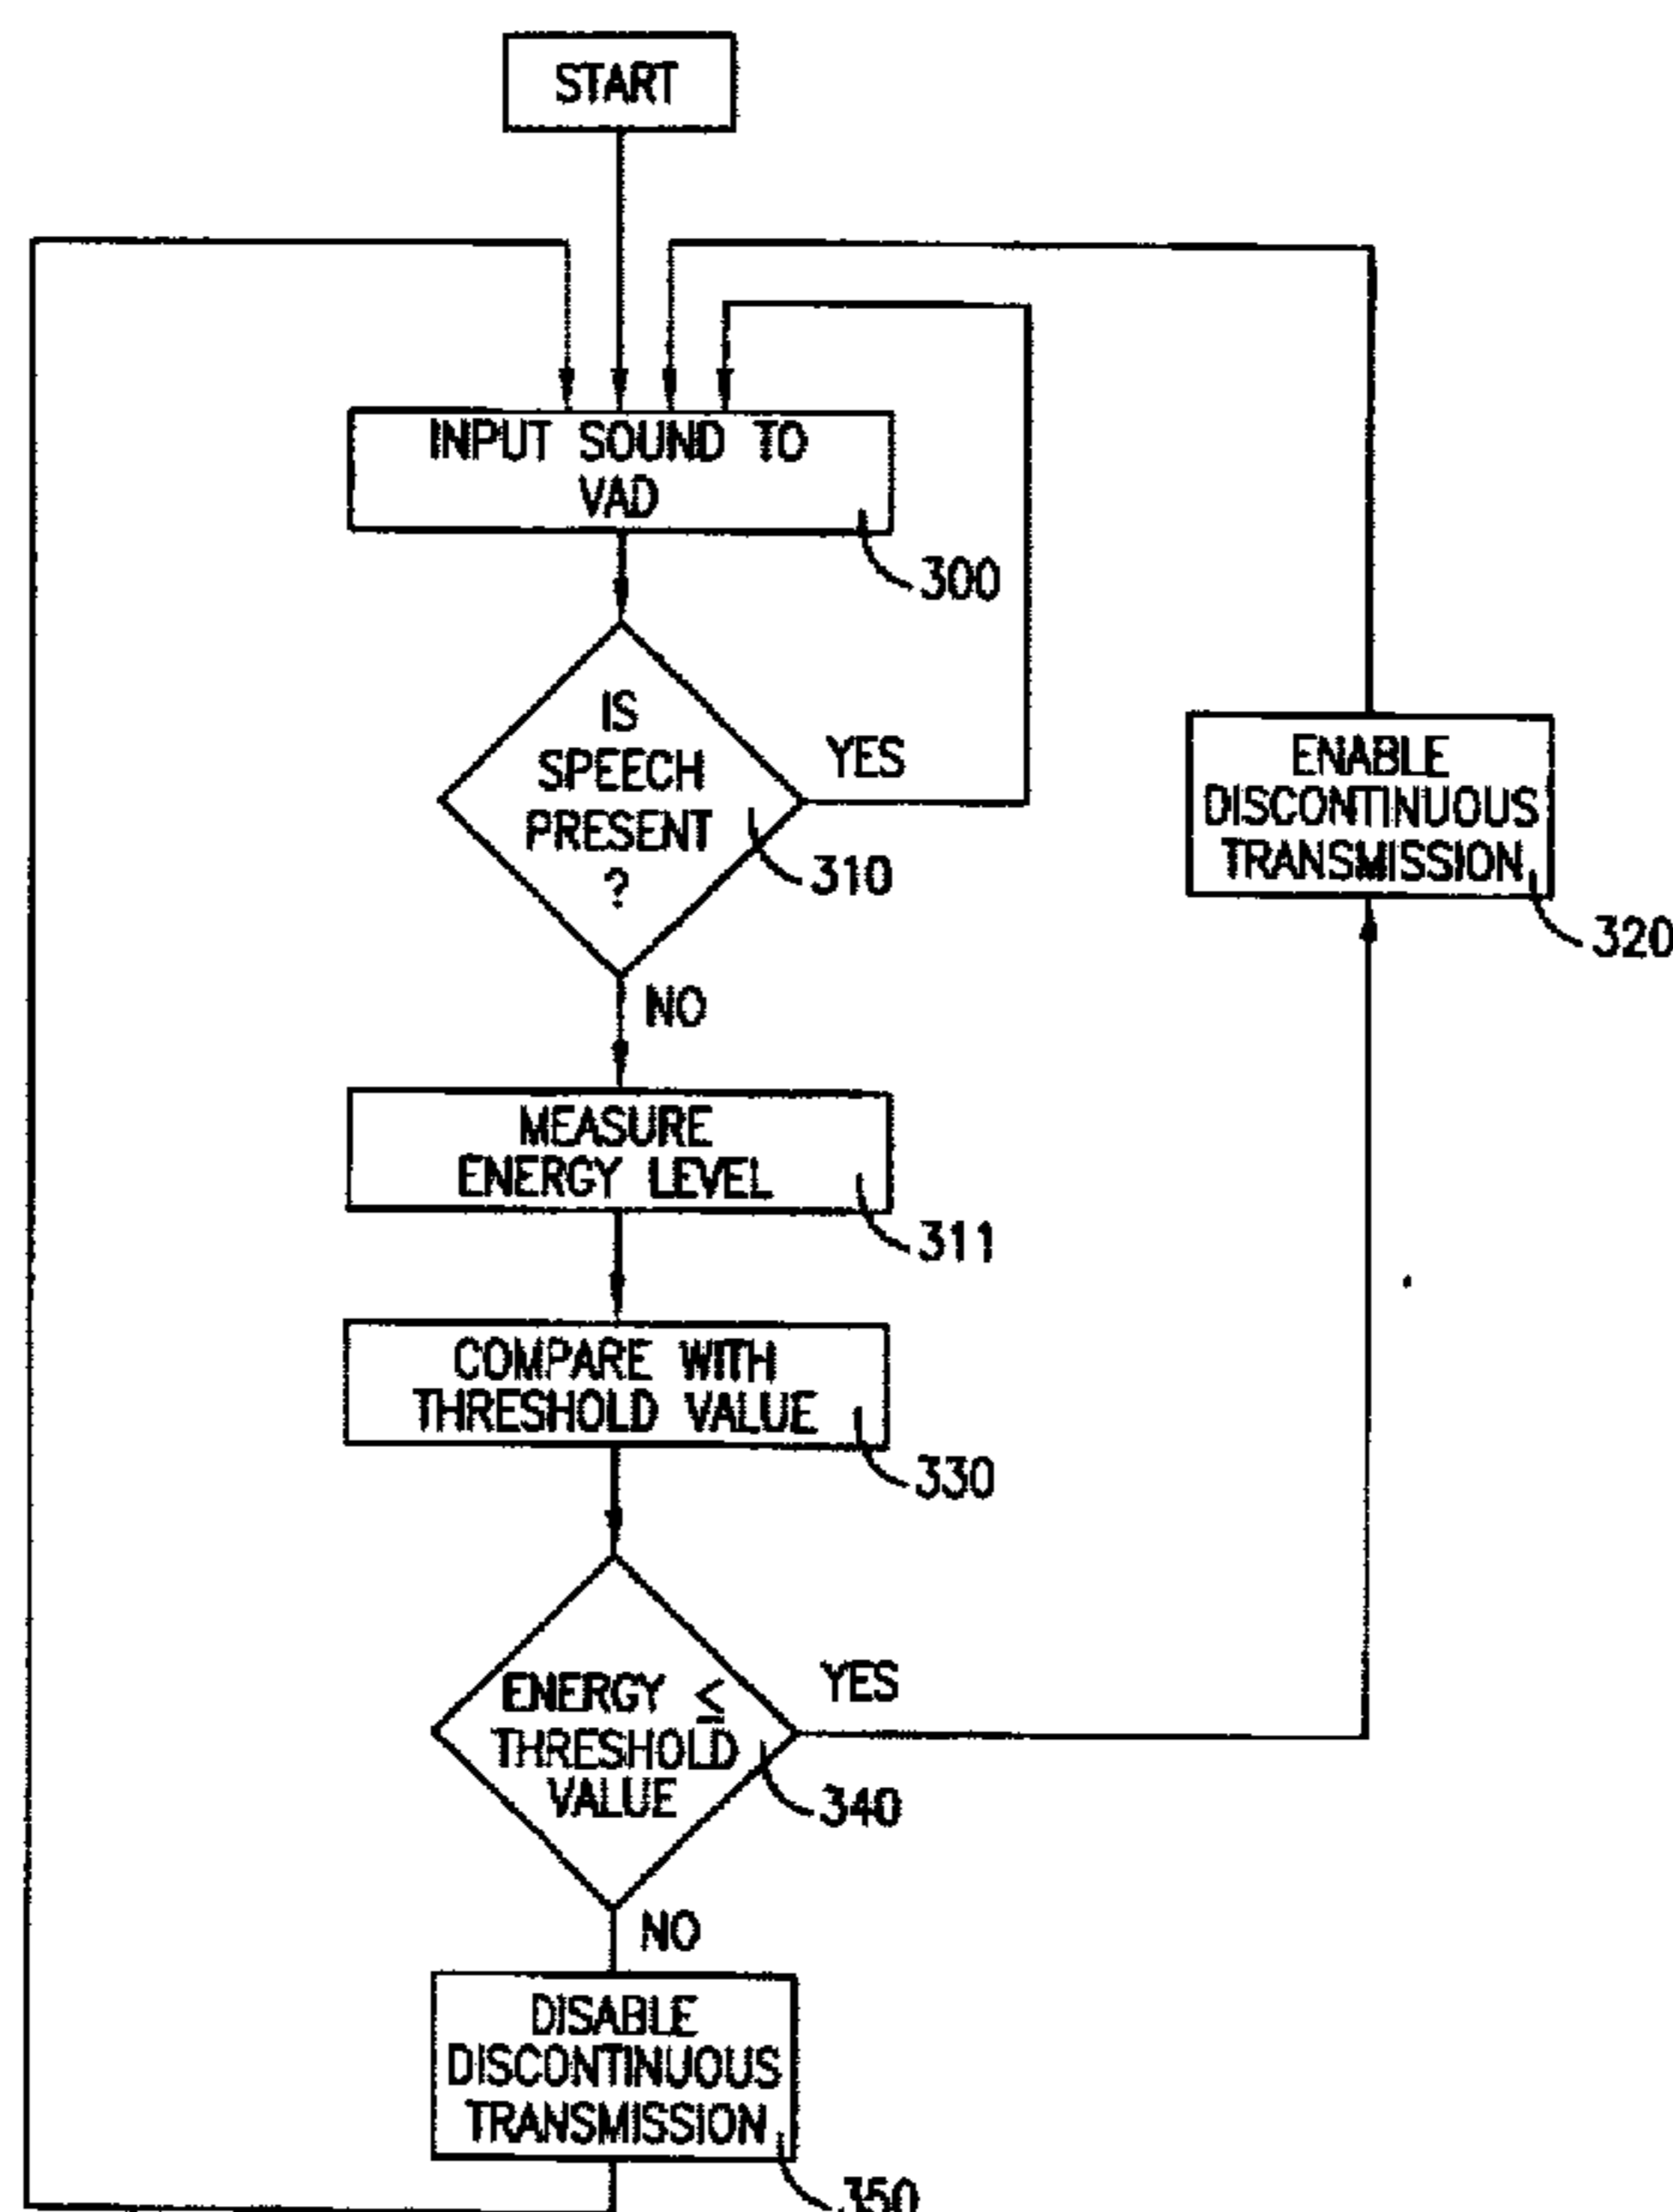 START
INPUT SOUND TO
VAD
300
IS
SPEECH
PRESENT
?
YES
310
NO
ENABLE
DISCONTINUOUS
TRANSMISSION
320
MEASURE
ENERGY LEVEL
311
COMPARE WITH
THRESHOLD VALUE
330
ENERGY ≤
THRESHOLD
VALUE
YES
340
NO
DISABLE
DISCONTINUOUS
TRANSMISSION
350